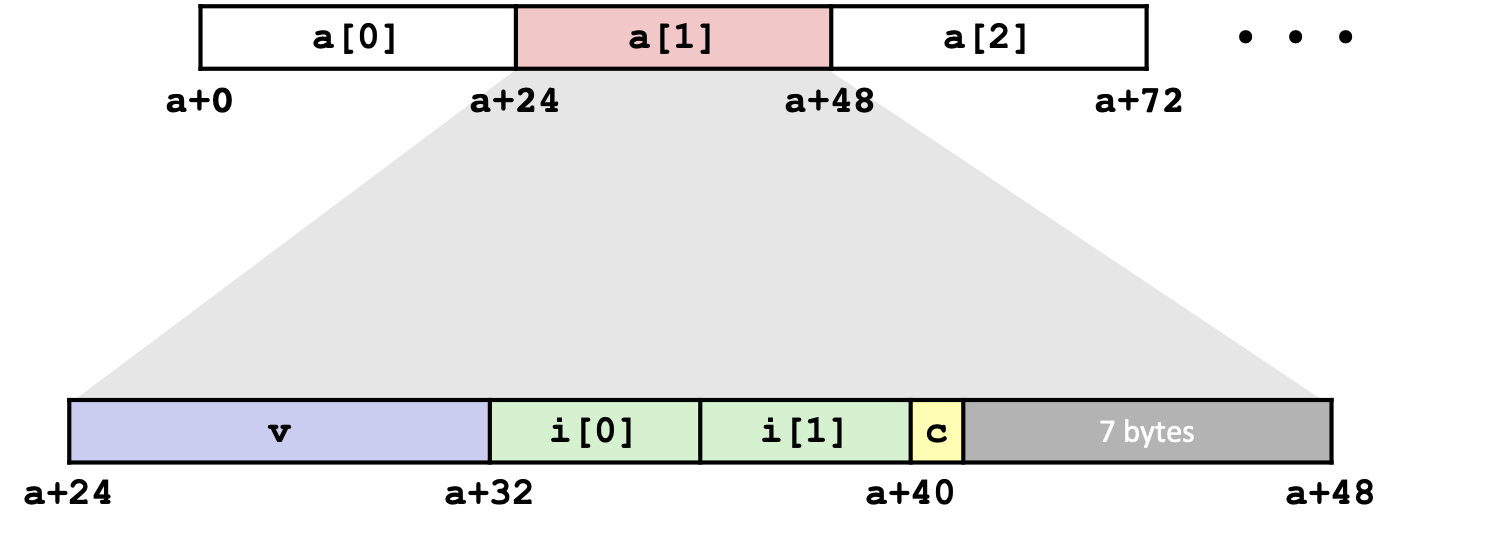 a[0] a[1] a[2] • • •
a+0 a+24 a+48 a+72
v i[0] i[1] c 7 bytes
a+24 a+32 a+40 a+48